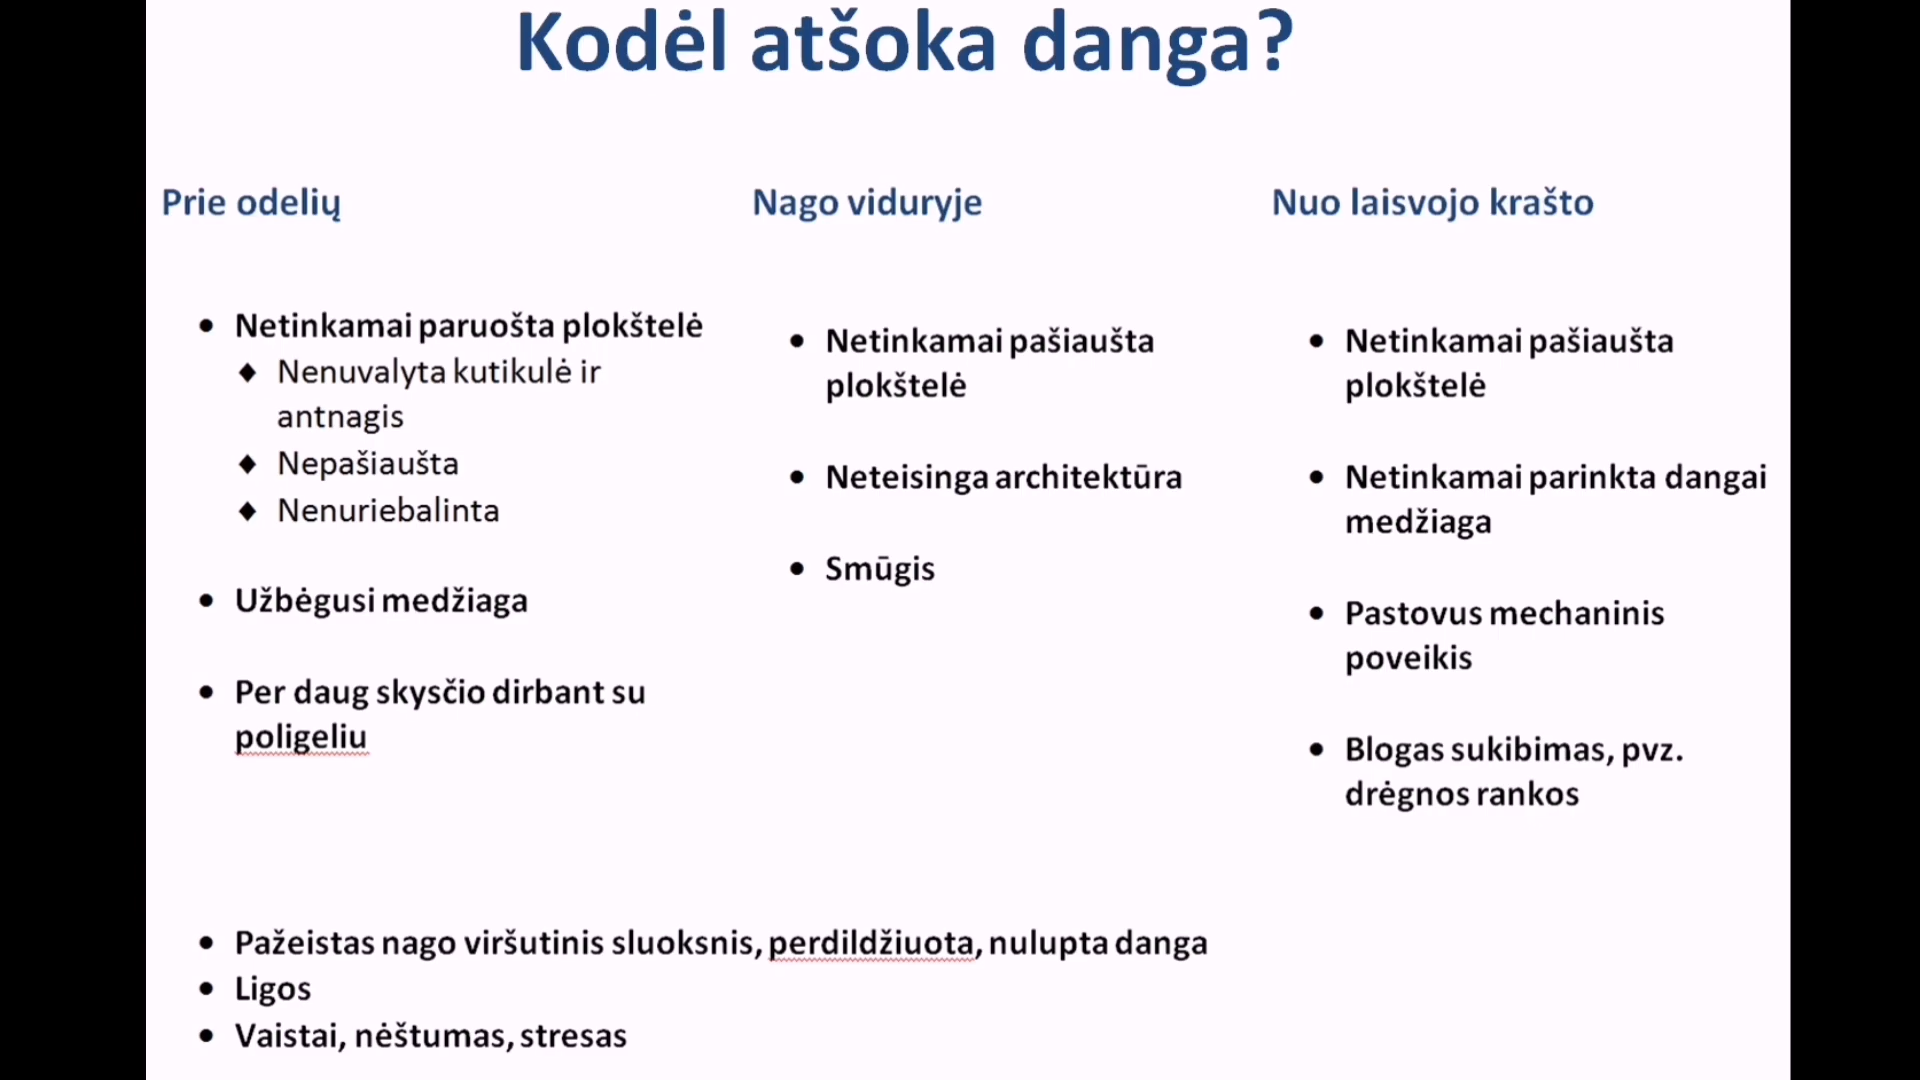 Kodėl atšoka danga?
Prie odelių
Netinkamai paruošta plokštelė
Nenuvalyta kutikulė ir
antnagis
Nepašiaušta
Nenuriebalinta
Užbėgusi medžiaga
Per daug skysčio dirbant su
poligeliu
Nago viduryje
Netinkamai pašiaušta
plokštelė
Neteisinga architektūra
Smūgis
Nuo laisvojo krašto
Netinkamai pašiaušta
plokštelė
Netinkamai parinkta dangai
medžiaga
Pastovus mechaninis
poveikis
Blogas sukibimas, pvz.
drėgnos rankos
Pažeistas nago viršutinis sluoksnis, perdildžiuota, nulupta danga
Ligos
Vaistai, nėštumas, stresas